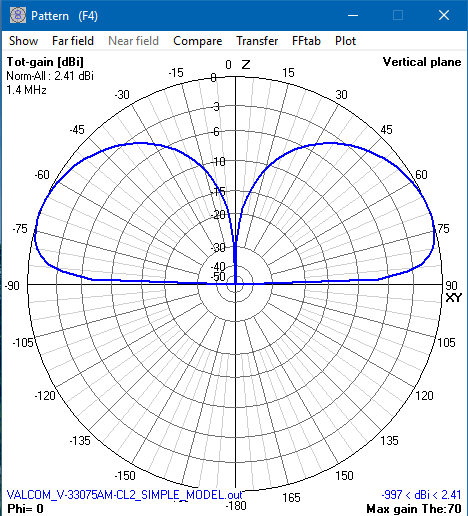 Pattern (F4)
Show Far field Near field Compare Transfer FFtab Plot
Tot-gain [dBi]
Norm-All : 2.41 dBi
1.4 MHz
Vertical plane
-15 0 Z 15
-30 30
-45 45
-60 60
-75 75
-90 90
XY
-105 105
-120 120
-135 135
-150 150
-165 165
-180
0
-3
-6
-10
-15
-20
-30
-40
-50
VALCOM_V-33075AM-CL2_SIMPLE_MODEL.out
-997 < dBi < 2.41
Phi= 0
Max gain The:70